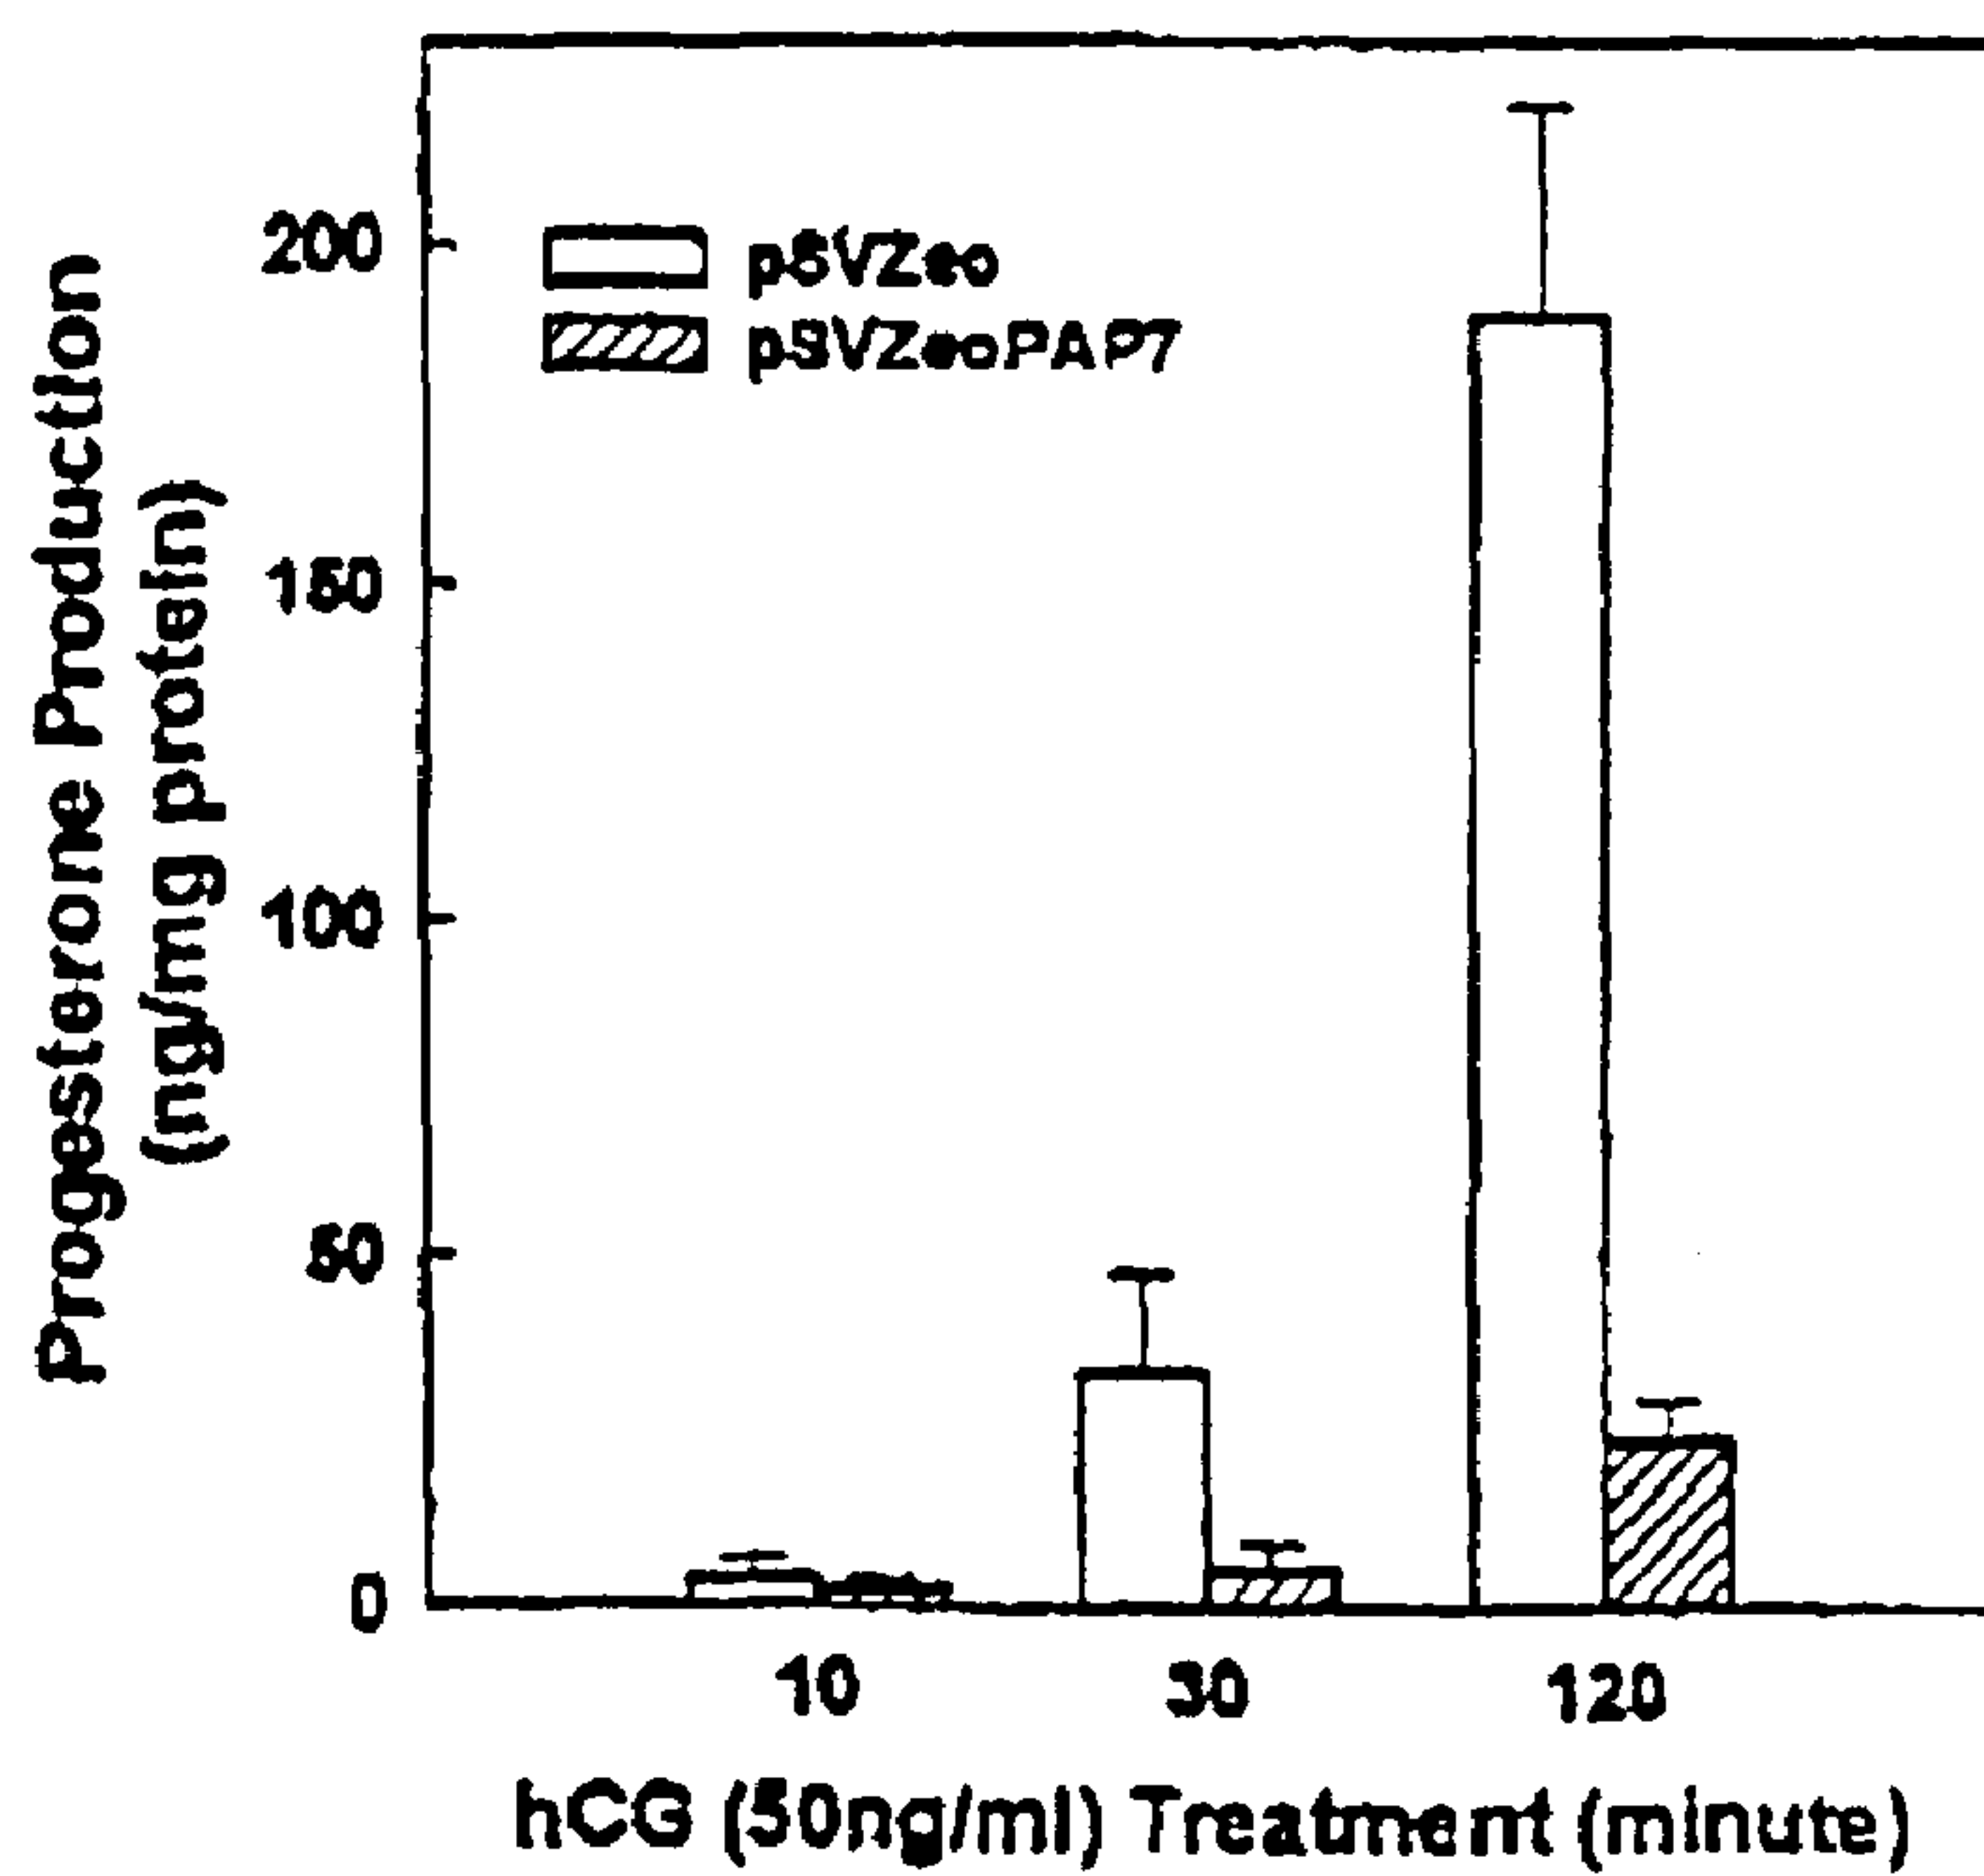 Progesterone Production
(ng/mg protein)
200
150
100
50
0
pSVZeo
pSVZeoPAP7
10
30
120
hCG (50ng/ml) Treatment (minute)